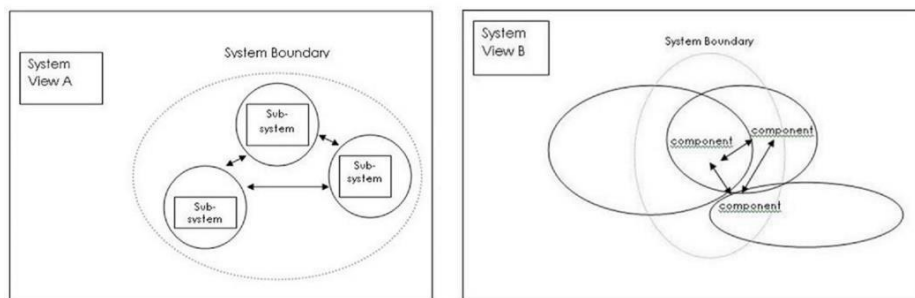 System
View A
System Boundary
Sub-
system
Sub-
system
Sub-
system
System
View B
System Boundary
component
component
component